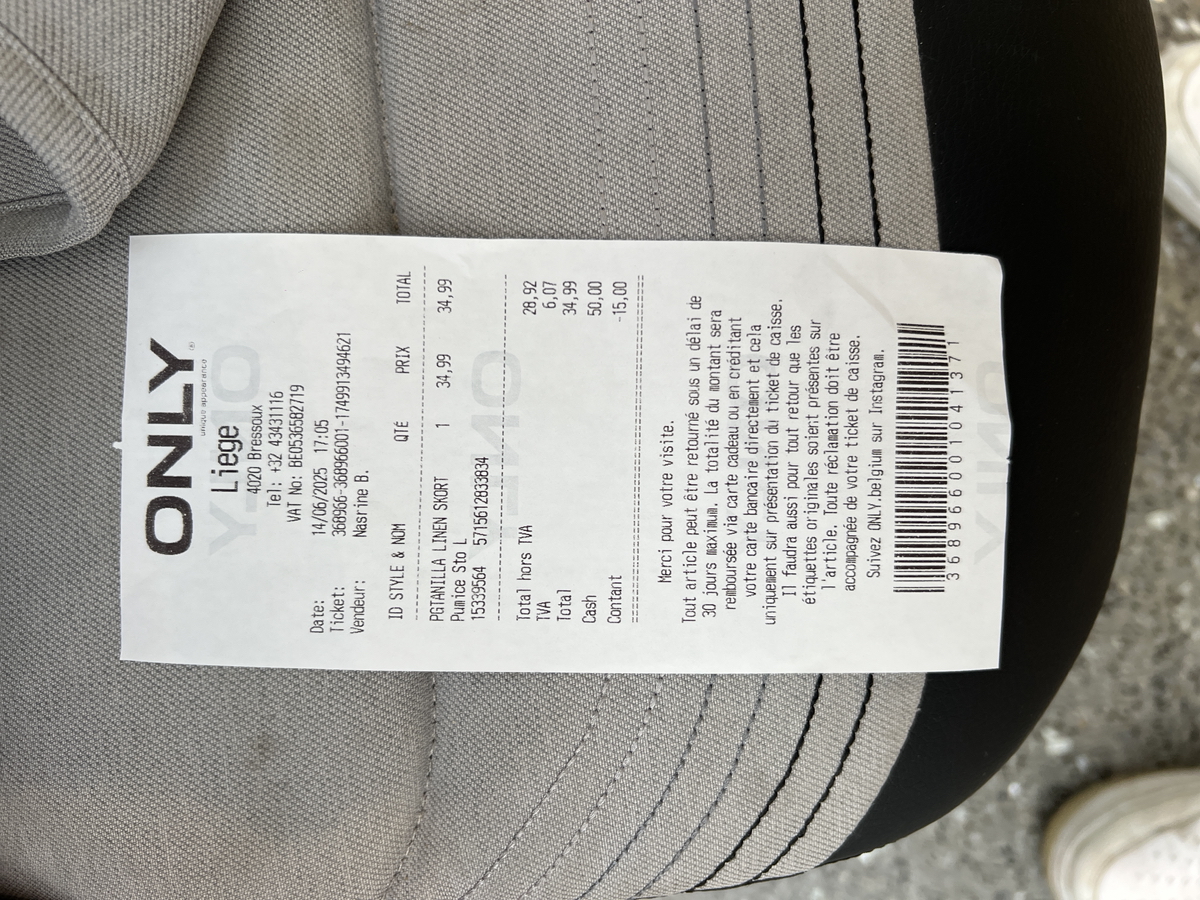 ONLY®
unique appearance
Liege
4020 Bressoux
Tel: +32 43431116
VAT No: BE0536582719
Date: 14/06/2025 17:05
Ticket: 368966-368966001-1749913494621
Vendeur: Nasrine B.
ID STYLE & NOM QTÉ PRIX TOTAL
PGTANILLA LINEN SKORT 1 34,99 34,99
Pumice Sto L
15339564 5715612833834
Total hors TVA 28,92
TVA 6,07
Total 34,99
Cash 50,00
Contant -15,00
Merci pour votre visite.
Tout article peut être retourné sous un délai de
30 jours maximum. La totalité du montant sera
remboursée via carte cadeau ou en créditant
votre carte bancaire directement et cela
uniquement sur présentation du ticket de caisse.
Il faudra aussi pour tout retour que les
étiquettes originales soient présentes sur
l'article. Toute réclamation doit être
accompagnée de votre ticket de caisse.
Suivez ONLY.belgium sur Instagram.
36896600104 1371